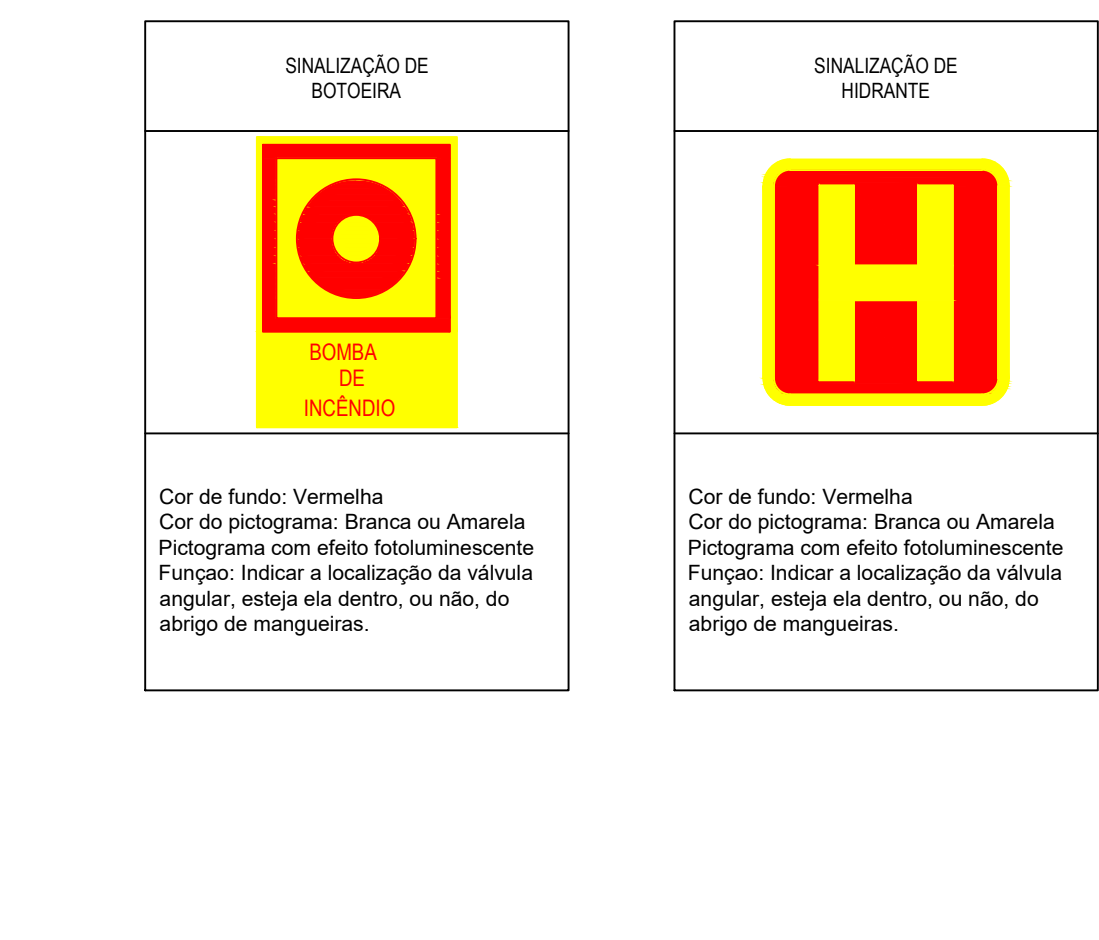 SINALIZAÇÃO DE
BOTOEIRA
BOMBA
DE
INCÊNDIO
Cor de fundo: Vermelha
Cor do pictograma: Branca ou Amarela
Pictograma com efeito fotoluminescente
Funçao: Indicar a localização da válvula
angular, esteja ela dentro, ou não, do
abrigo de mangueiras.
SINALIZAÇÃO DE
HIDRANTE
H
Cor de fundo: Vermelha
Cor do pictograma: Branca ou Amarela
Pictograma com efeito fotoluminescente
Funçao: Indicar a localização da válvula
angular, esteja ela dentro, ou não, do
abrigo de mangueiras.